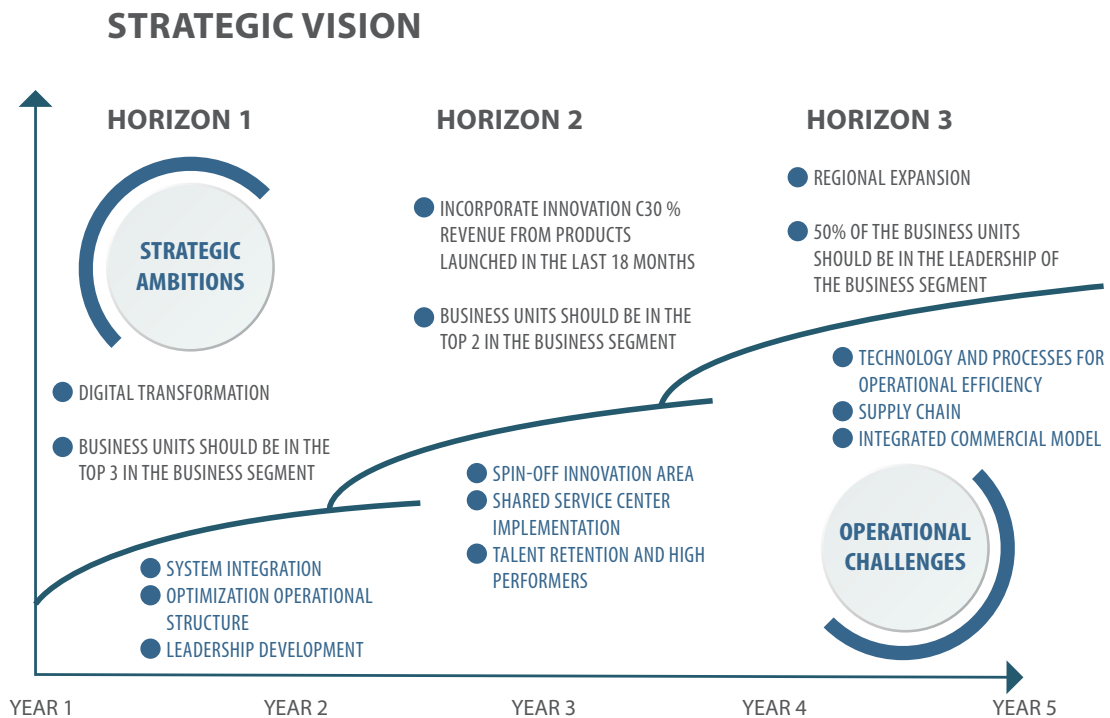 STRATEGIC VISION
HORIZON 1
STRATEGIC
AMBITIONS
DIGITAL TRANSFORMATION
BUSINESS UNITS SHOULD BE IN THE
TOP 3 IN THE BUSINESS SEGMENT
SYSTEM INTEGRATION
OPTIMIZATION OPERATIONAL
STRUCTURE
LEADERSHIP DEVELOPMENT
HORIZON 2
INCORPORATE INNOVATION C30 %
REVENUE FROM PRODUCTS
LAUNCHED IN THE LAST 18 MONTHS
BUSINESS UNITS SHOULD BE IN THE
TOP 2 IN THE BUSINESS SEGMENT
SPIN-OFF INNOVATION AREA
SHARED SERVICE CENTER
IMPLEMENTATION
TALENT RETENTION AND HIGH
PERFORMERS
HORIZON 3
REGIONAL EXPANSION
50% OF THE BUSINESS UNITS
SHOULD BE IN THE LEADERSHIP OF
THE BUSINESS SEGMENT
TECHNOLOGY AND PROCESSES FOR
OPERATIONAL EFFICIENCY
SUPPLY CHAIN
INTEGRATED COMMERCIAL MODEL
OPERATIONAL
CHALLENGES
YEAR 1
YEAR 2
YEAR 3
YEAR 4
YEAR 5